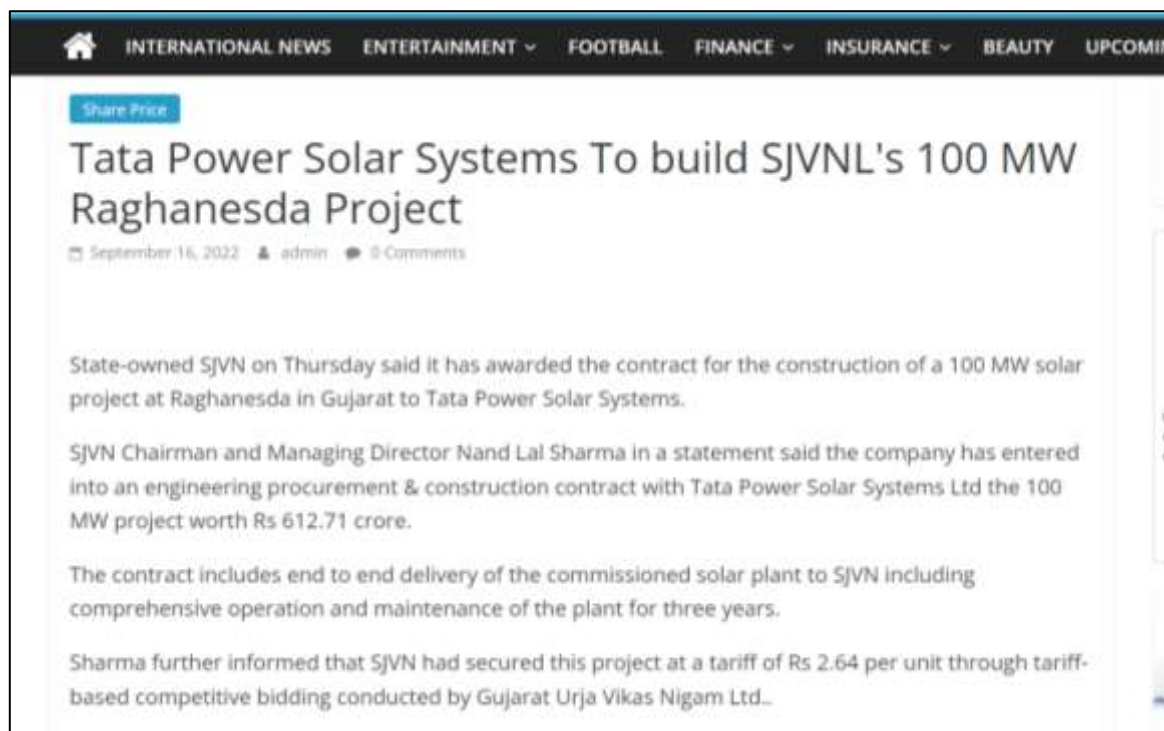 INTERNATIONAL NEWS ENTERTAINMENT FOOTBALL FINANCE INSURANCE BEAUTY
Share Price
Tata Power Solar Systems To build SJVNL's 100 MW
Raghanesda Project
September 16, 2022 admin 0 Comments
State-owned SJVN on Thursday said it has awarded the contract for the construction of a 100 MW solar
project at Raghanesda in Gujarat to Tata Power Solar Systems.
SJVN Chairman and Managing Director Nand Lal Sharma in a statement said the company has entered
into an engineering procurement & construction contract with Tata Power Solar Systems Ltd the 100
MW project worth Rs 612.71 crore.
The contract includes end to end delivery of the commissioned solar plant to SJVN including
comprehensive operation and maintenance of the plant for three years.
Sharma further informed that SJVN had secured this project at a tariff of Rs 2.64 per unit through tariff-
based competitive bidding conducted by Gujarat Urja Vikas Nigam Ltd..